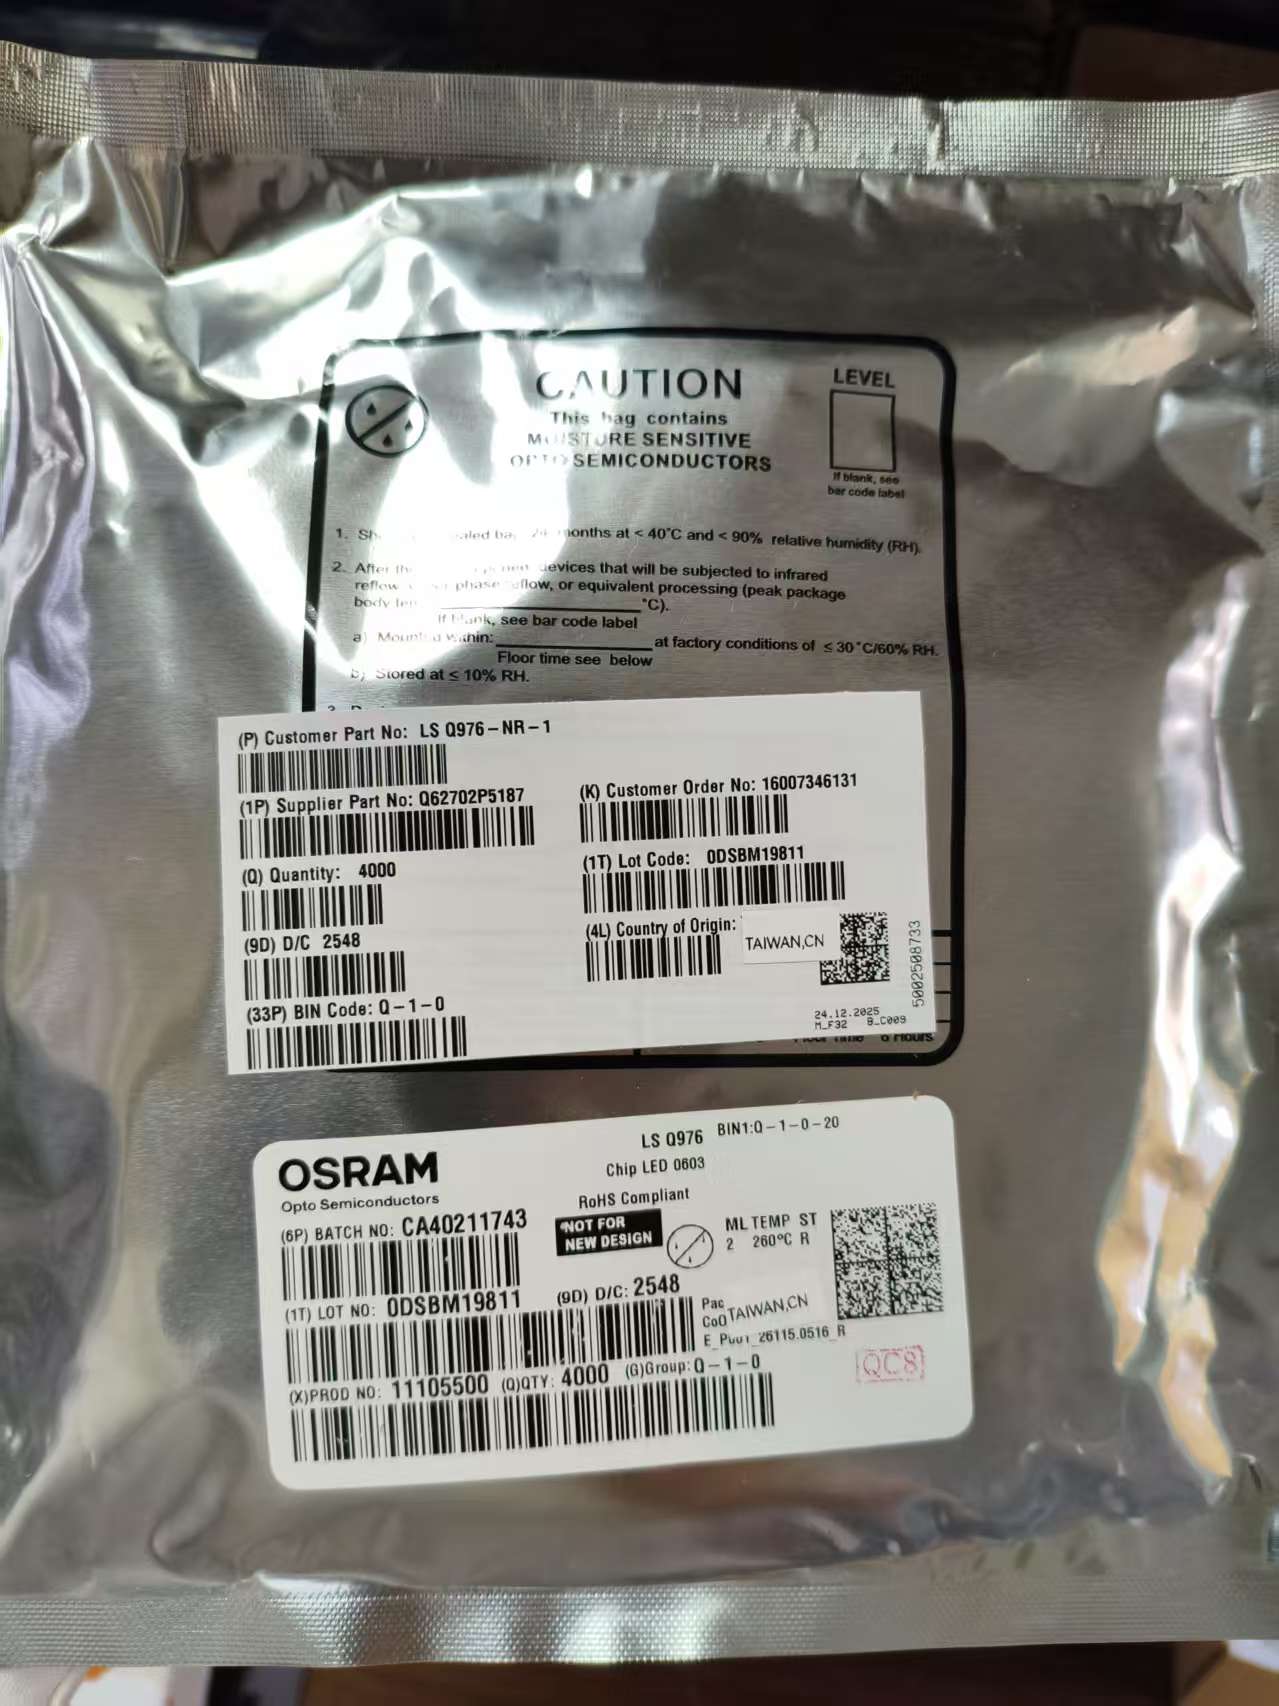 CAUTION
LEVEL
This bag contains
MOISTURE SENSITIVE
OPTO SEMICONDUCTORS
If blank, see
bar code label
1. aled months at < 40°C and < 90% relative humidity (RH).
2. After devices that will be subjected to infrared
reflow phase reflow, or equivalent processing (peak package
body °C).
If blank, see bar code label
a) Mounted within: at factory conditions of ≤ 30°C/60% RH.
Floor time see below
b) Stored at ≤ 10% RH.
(P) Customer Part No: LS Q976-NR-1
(1P) Supplier Part No: Q62702P5187
(K) Customer Order No: 16007346131
(Q) Quantity: 4000
(1T) Lot Code: 0DSBM19811
(9D) D/C 2548
(4L) Country of Origin:
TAIWAN,CN
(33P) BIN Code: Q-1-0
5002508733
24.12.2025
M_F32 B_C009
Floor Time 6 Hours
OSRAM
Opto Semiconductors
LS Q976 BIN1:Q-1-0-20
Chip LED 0603
RoHS Compliant
NOT FOR
NEW DESIGN
ML TEMP ST
2 260°C R
(6P) BATCH NO: CA40211743
(1T) LOT NO: 0DSBM19811 (9D) D/C: 2548
Pac
CoO TAIWAN,CN
26115.0516_R
(X)PROD NO: 11105500 (Q)QTY: 4000 (G)Group: Q-1-0
QC8